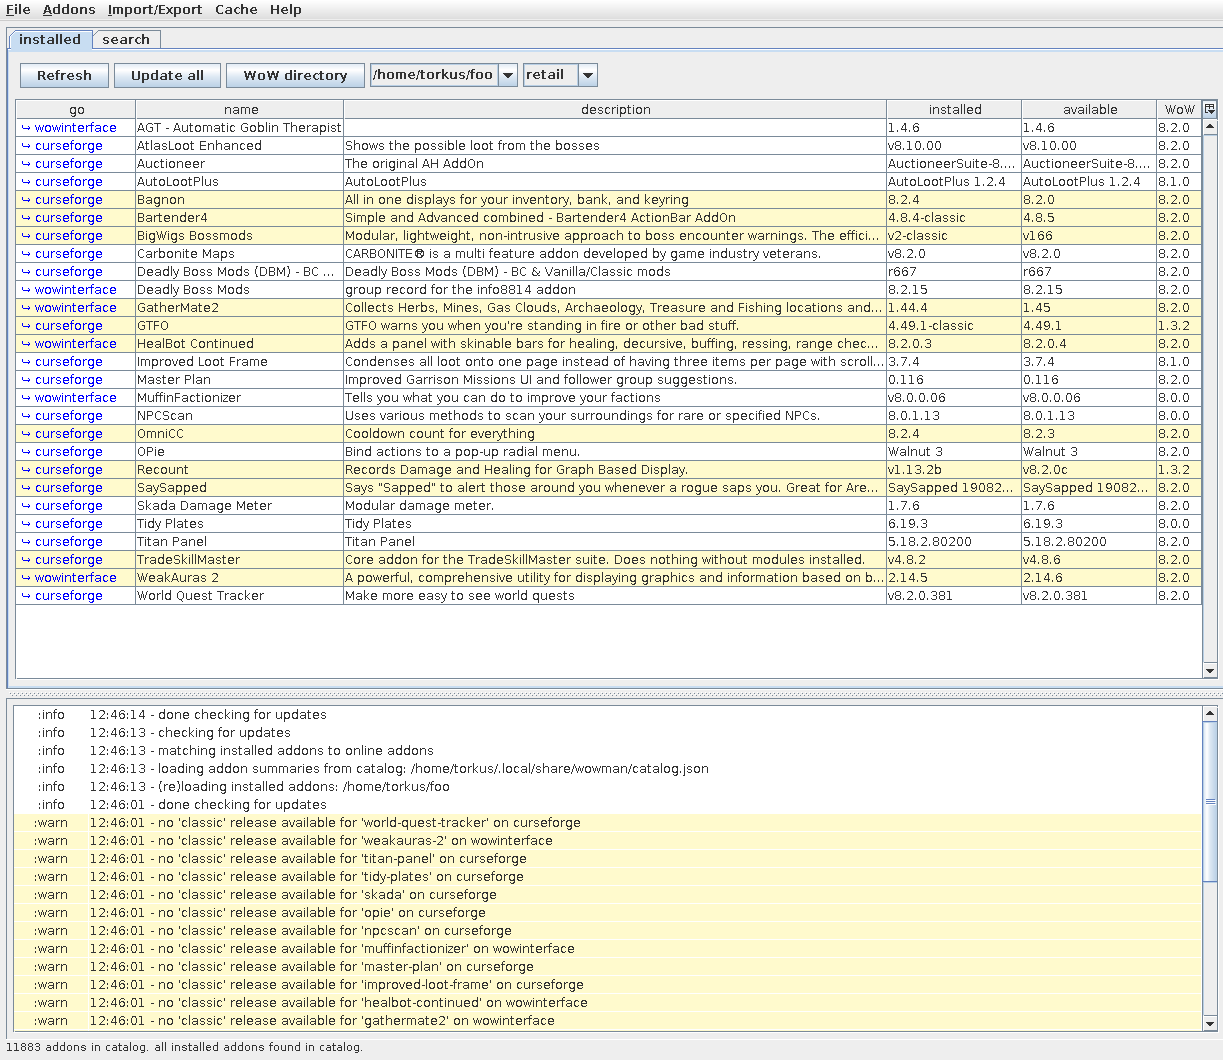 File Addons Import/Export Cache Help
installed search
Refresh Update all WoW directory /home/torkus/foo retail
go name description installed available WoW
↪ wowinterface AGT - Automatic Goblin Therapist 1.4.6 1.4.6 8.2.0
↪ curseforge AtlasLoot Enhanced Shows the possible loot from the bosses v8.10.00 v8.10.00 8.2.0
↪ curseforge Auctioneer The original AH AddOn AuctioneerSuite-8.... AuctioneerSuite-8.... 8.2.0
↪ curseforge AutoLootPlus AutoLootPlus AutoLootPlus 1.2.4 AutoLootPlus 1.2.4 8.1.0
↪ curseforge Bagnon All in one displays for your inventory, bank, and keyring 8.2.4 8.2.0 8.2.0
↪ curseforge Bartender4 Simple and Advanced combined - Bartender4 ActionBar AddOn 4.8.4-classic 4.8.5 8.2.0
↪ curseforge BigWigs Bossmods Modular, lightweight, non-intrusive approach to boss encounter warnings. The effici... v2-classic v166 8.2.0
↪ curseforge Carbonite Maps CARBONITE® is a multi feature addon developed by game industry veterans. v8.2.0 v8.2.0 8.2.0
↪ curseforge Deadly Boss Mods (DBM) - BC ... Deadly Boss Mods (DBM) - BC & Vanilla/Classic mods r667 r667 8.2.0
↪ wowinterface Deadly Boss Mods group record for the info8814 addon 8.2.15 8.2.15 8.2.0
↪ wowinterface GatherMate2 Collects Herbs, Mines, Gas Clouds, Archaeology, Treasure and Fishing locations and... 1.44.4 1.45 8.2.0
↪ curseforge GTFO GTFO warns you when you're standing in fire or other bad stuff. 4.49.1-classic 4.49.1 1.3.2
↪ wowinterface HealBot Continued Adds a panel with skinable bars for healing, decursive, buffing, ressing, range chec... 8.2.0.3 8.2.0.4 8.2.0
↪ curseforge Improved Loot Frame Condenses all loot onto one page instead of having three items per page with scroll... 3.7.4 3.7.4 8.1.0
↪ curseforge Master Plan Improved Garrison Missions UI and follower group suggestions. 0.116 0.116 8.2.0
↪ wowinterface MuffinFactionizer Tells you what you can do to improve your factions v8.0.0.06 v8.0.0.06 8.0.0
↪ curseforge NPCScan Uses various methods to scan your surroundings for rare or specified NPCs. 8.0.1.13 8.0.1.13 8.0.0
↪ curseforge OmniCC Cooldown count for everything 8.2.4 8.2.3 8.2.0
↪ curseforge OPie Bind actions to a pop-up radial menu. Walnut 3 Walnut 3 8.2.0
↪ curseforge Recount Records Damage and Healing for Graph Based Display. v1.13.2b v8.2.0c 1.3.2
↪ curseforge SaySapped Says "Sapped" to alert those around you whenever a rogue saps you. Great for Are... SaySapped 19082... SaySapped 19082... 8.2.0
↪ curseforge Skada Damage Meter Modular damage meter. 1.7.6 1.7.6 8.2.0
↪ curseforge Tidy Plates Tidy Plates 6.19.3 6.19.3 8.0.0
↪ curseforge Titan Panel Titan Panel 5.18.2.80200 5.18.2.80200 8.2.0
↪ curseforge TradeSkillMaster Core addon for the TradeSkillMaster suite. Does nothing without modules installed. v4.8.2 v4.8.6 8.2.0
↪ wowinterface WeakAuras 2 A powerful, comprehensive utility for displaying graphics and information based on b... 2.14.5 2.14.6 8.2.0
↪ curseforge World Quest Tracker Make more easy to see world quests v8.2.0.381 v8.2.0.381 8.2.0
:info 12:46:14 - done checking for updates
:info 12:46:13 - checking for updates
:info 12:46:13 - matching installed addons to online addons
:info 12:46:13 - loading addon summaries from catalog: /home/torkus/.local/share/wowman/catalog.json
:info 12:46:13 - (re)loading installed addons: /home/torkus/foo
:info 12:46:01 - done checking for updates
:warn 12:46:01 - no 'classic' release available for 'world-quest-tracker' on curseforge
:warn 12:46:01 - no 'classic' release available for 'weakauras-2' on wowinterface
:warn 12:46:01 - no 'classic' release available for 'titan-panel' on curseforge
:warn 12:46:01 - no 'classic' release available for 'tidy-plates' on curseforge
:warn 12:46:01 - no 'classic' release available for 'skada' on curseforge
:warn 12:46:01 - no 'classic' release available for 'opie' on curseforge
:warn 12:46:01 - no 'classic' release available for 'npcscan' on curseforge
:warn 12:46:01 - no 'classic' release available for 'muffinfactionizer' on wowinterface
:warn 12:46:01 - no 'classic' release available for 'master-plan' on curseforge
:warn 12:46:01 - no 'classic' release available for 'improved-loot-frame' on curseforge
:warn 12:46:01 - no 'classic' release available for 'healbot-continued' on wowinterface
:warn 12:46:01 - no 'classic' release available for 'gathermate2' on wowinterface
11883 addons in catalog. all installed addons found in catalog.